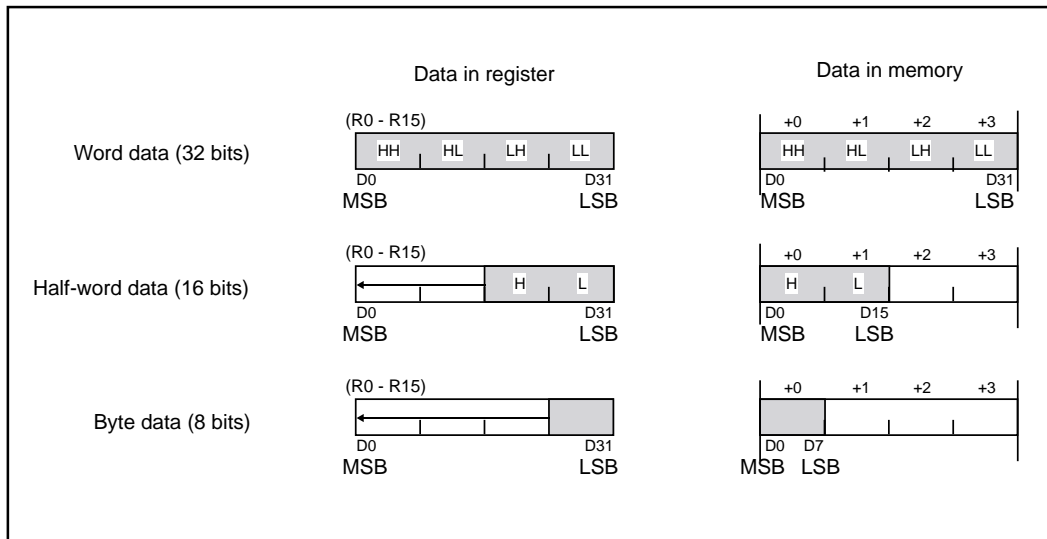 Data in register
Data in memory
Word data (32 bits)
(R0 - R15)
HH HL LH LL
D0 D31
MSB LSB
+0 +1 +2 +3
HH HL LH LL
D0 D31
MSB LSB
Half-word data (16 bits)
(R0 - R15)
H L
D0 D31
MSB LSB
+0 +1 +2 +3
H L
D0 D15
MSB LSB
Byte data (8 bits)
(R0 - R15)
D0 D31
MSB LSB
+0 +1 +2 +3
D0 D7
MSB LSB